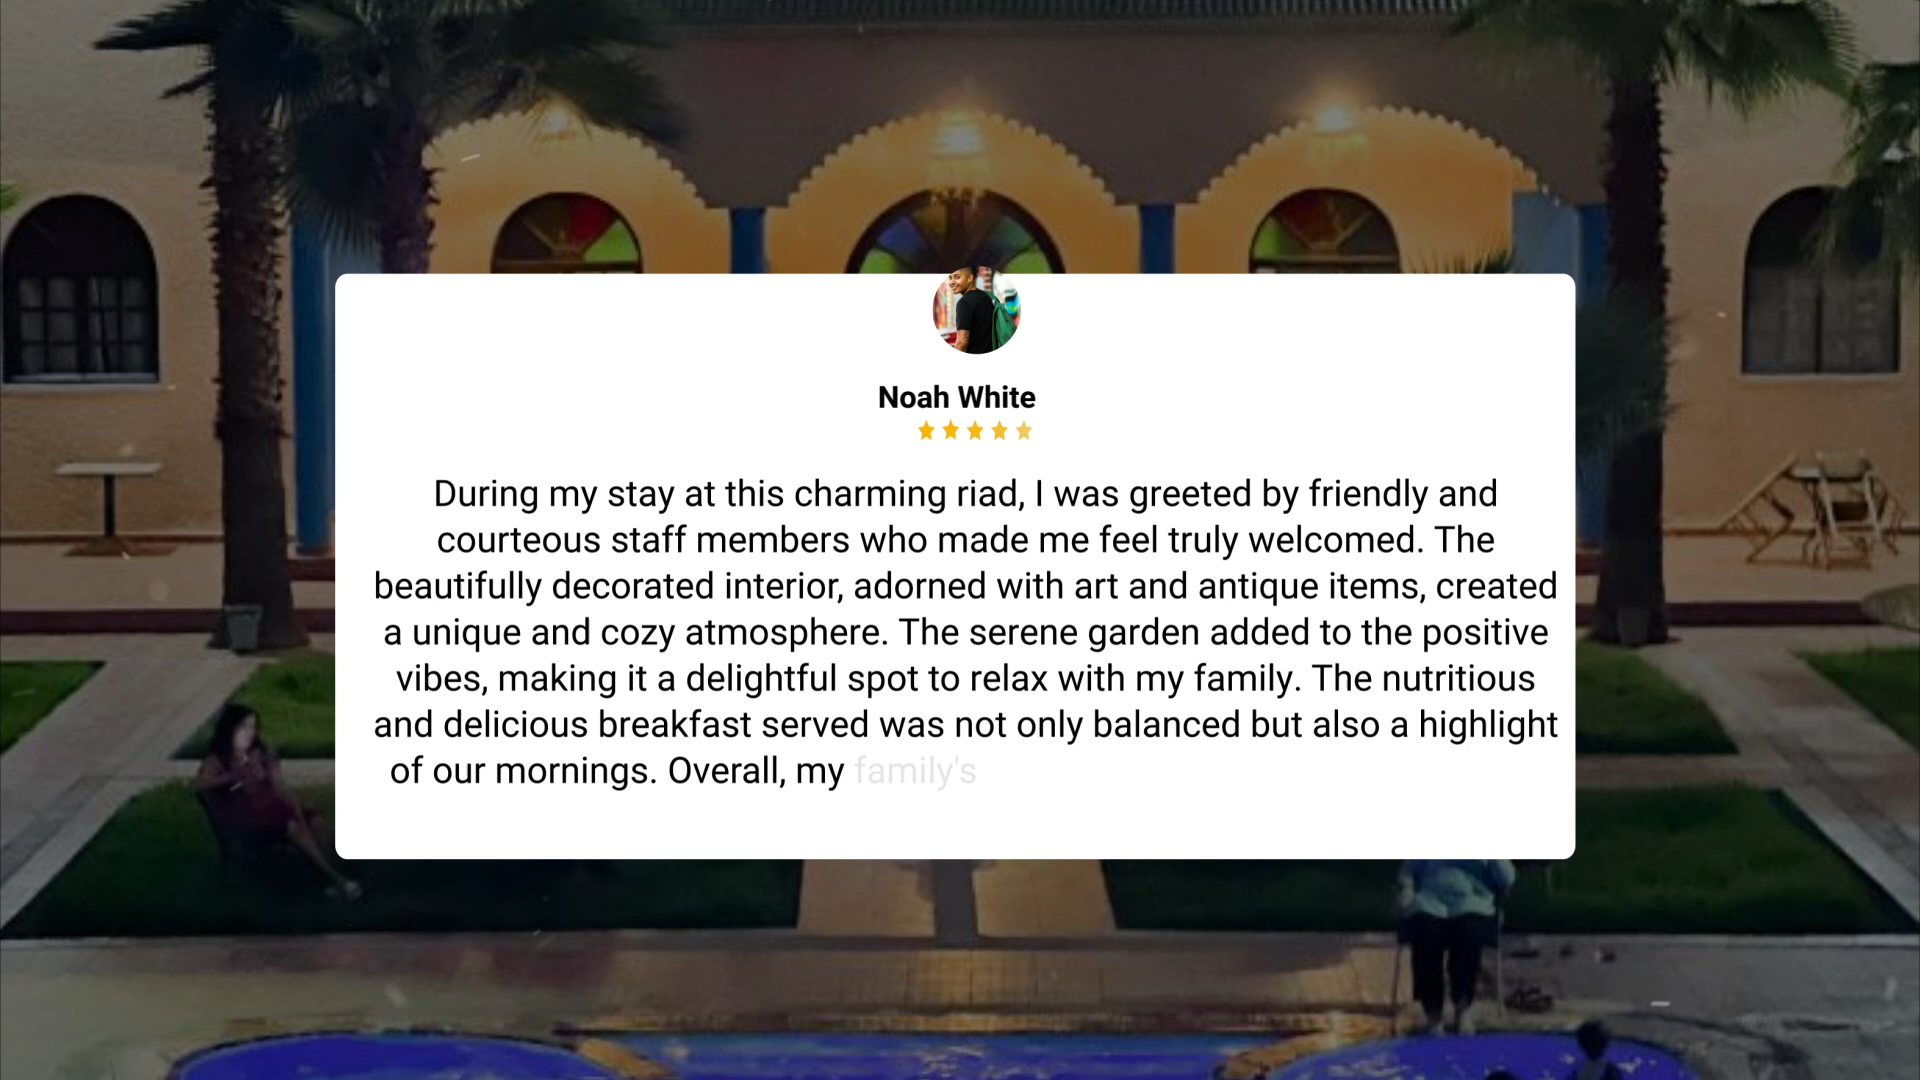 Noah White
During my stay at this charming riad, I was greeted by friendly and
courteous staff members who made me feel truly welcomed. The
beautifully decorated interior, adorned with art and antique items, created
a unique and cozy atmosphere. The serene garden added to the positive
vibes, making it a delightful spot to relax with my family. The nutritious
and delicious breakfast served was not only balanced but also a highlight
of our mornings. Overall, my family's